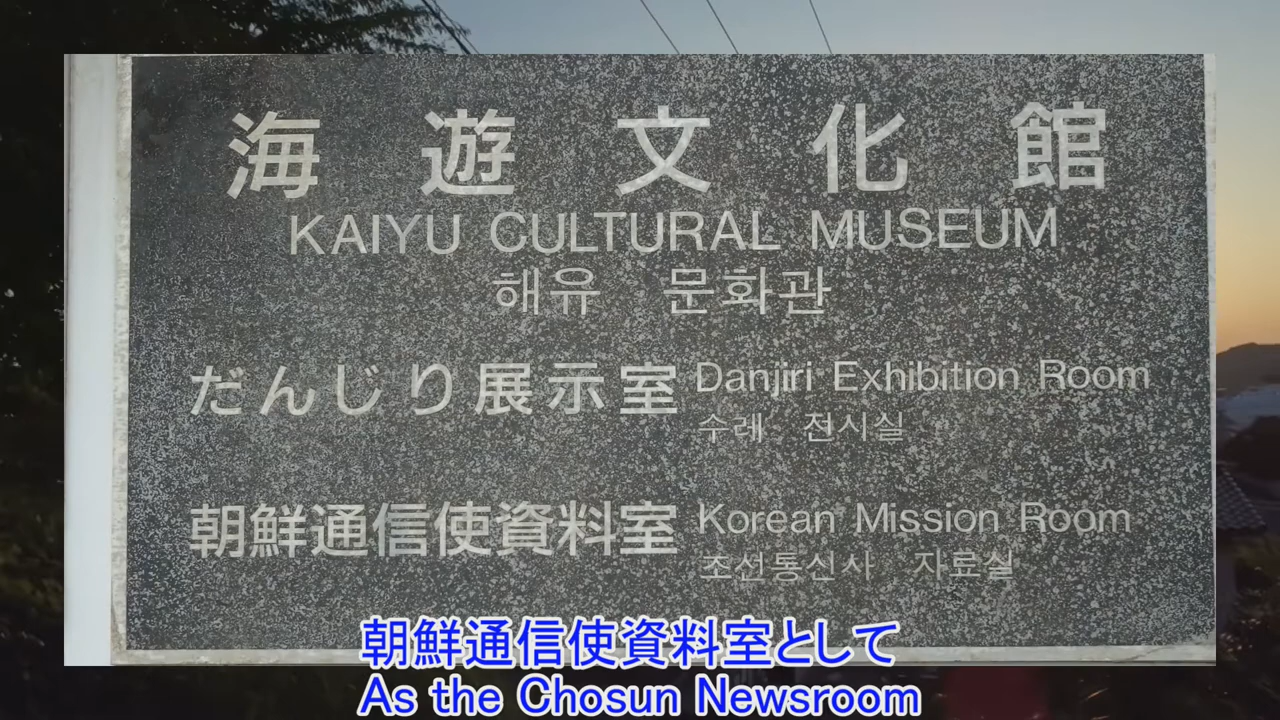 海遊文化館
KAIYU CULTURAL MUSEUM
해유 문화관
だんじり展示室 Danjiri Exhibition Room
수레 전시실
朝鮮通信使資料室 Korean Mission Room
조선통신사 자료실
朝鮮通信使資料室として
As the Chosun Newsroom